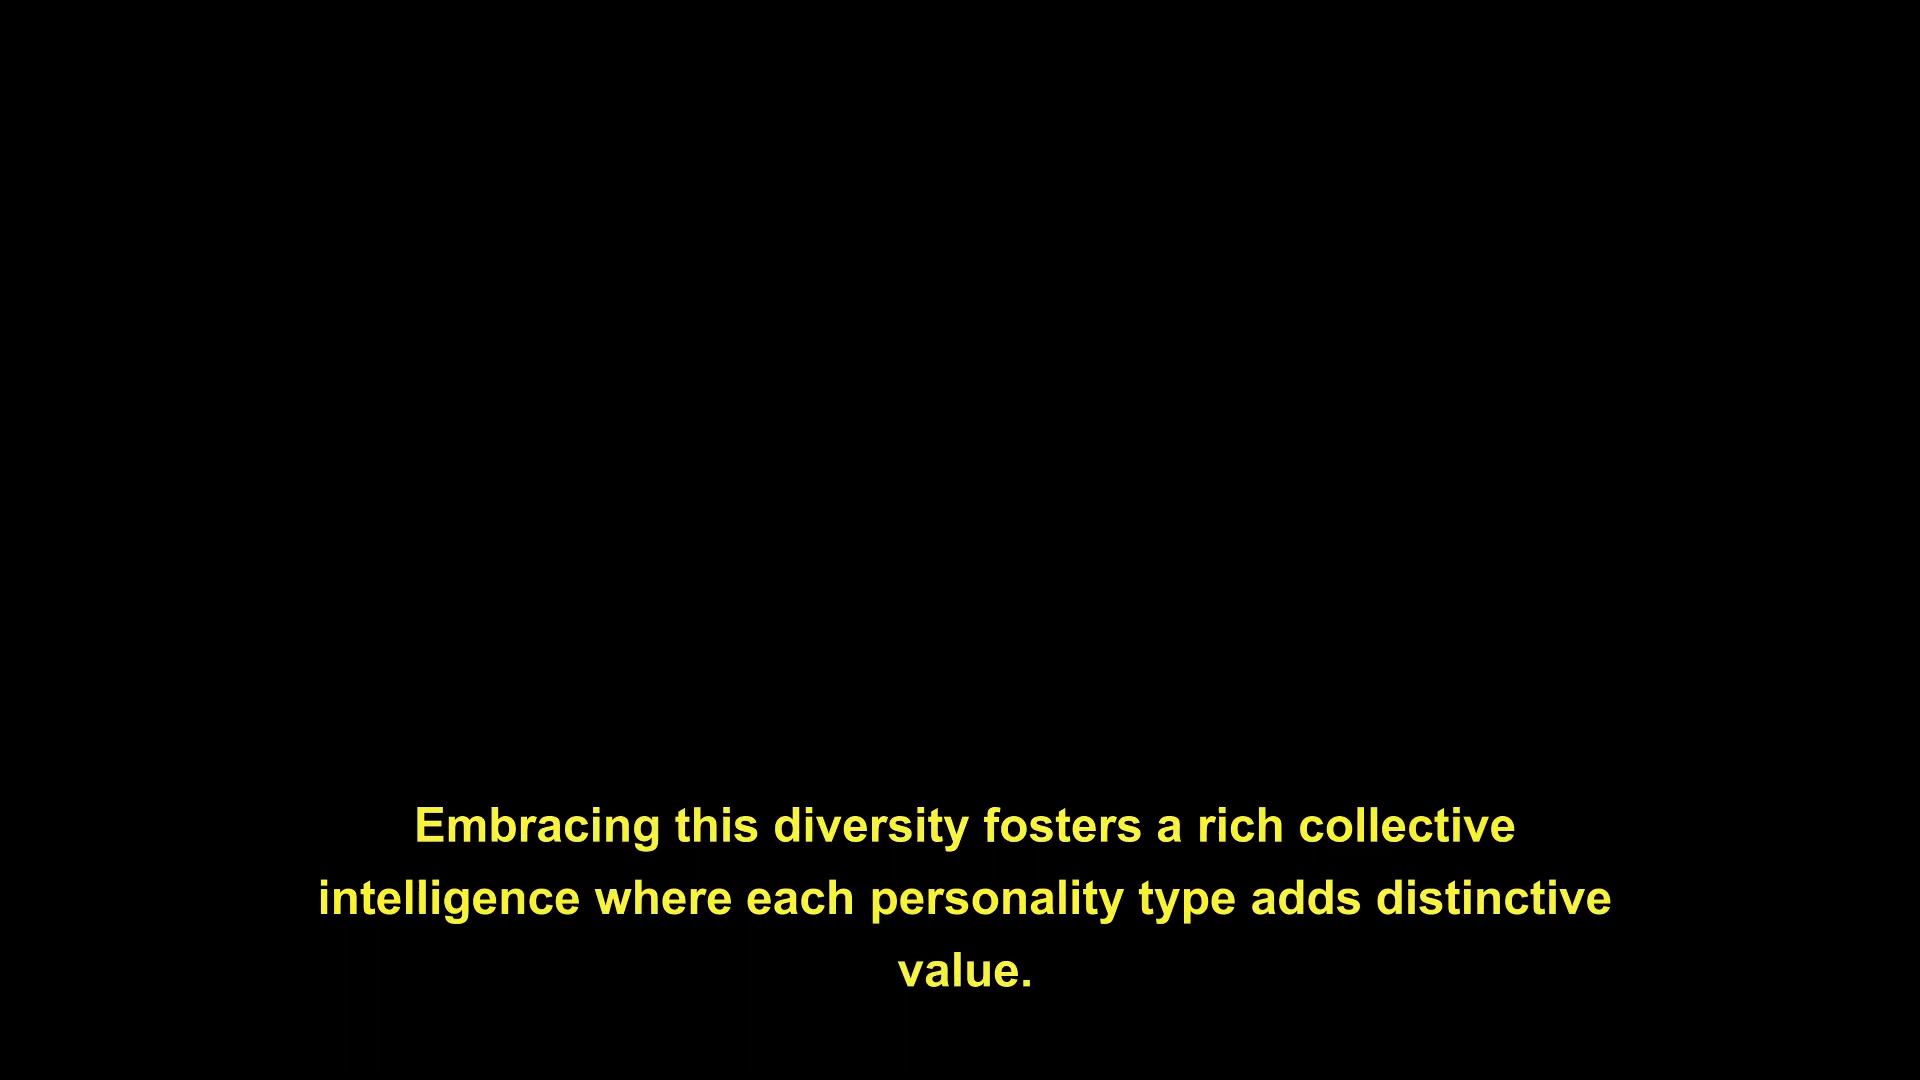 Embracing this diversity fosters a rich collective
intelligence where each personality type adds distinctive
value.